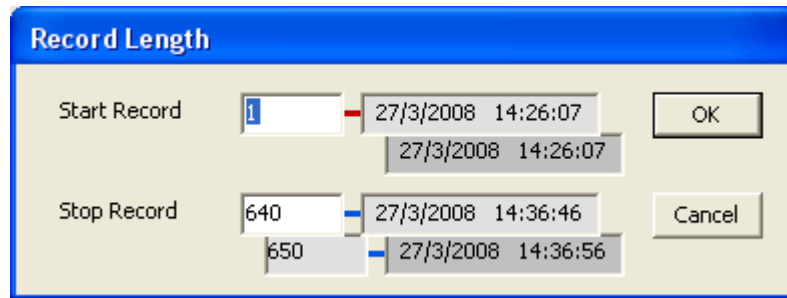 Record Length
Start Record 1 27/3/2008 14:26:07 OK
27/3/2008 14:26:07
Stop Record 640 27/3/2008 14:36:46 Cancel
650 27/3/2008 14:36:56